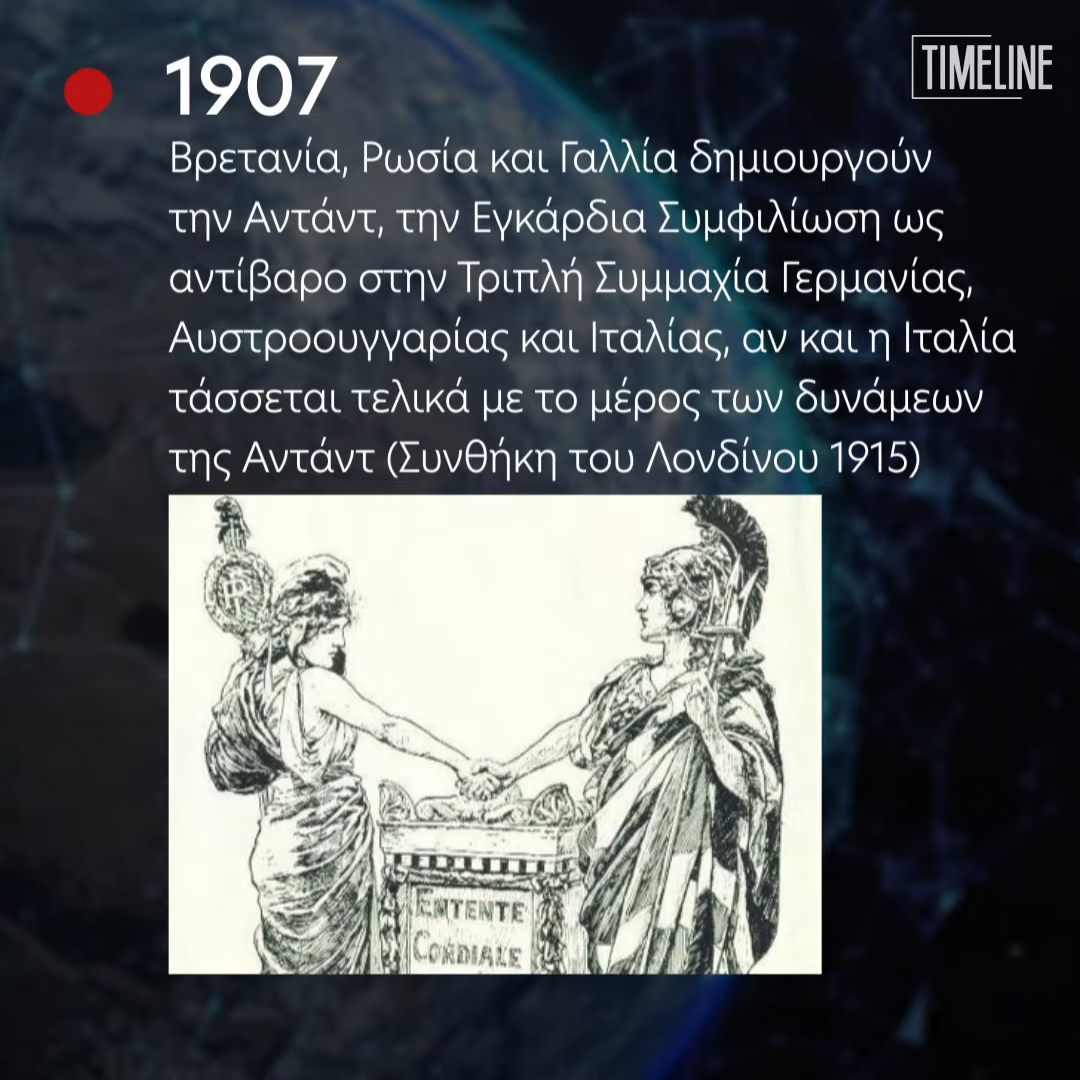 TIMELINE
1907
Βρετανία, Ρωσία και Γαλλία δημιουργούν
την Αντάντ, την Εγκάρδια Συμφιλίωση ως
αντίβαρο στην Τριπλή Συμμαχία Γερμανίας,
Αυστροουγγαρίας και Ιταλίας, αν και η Ιταλία
τάσσεται τελικά με το μέρος των δυνάμεων
της Αντάντ (Συνθήκη του Λονδίνου 1915)
RF
ENTENTE
CORDIALE